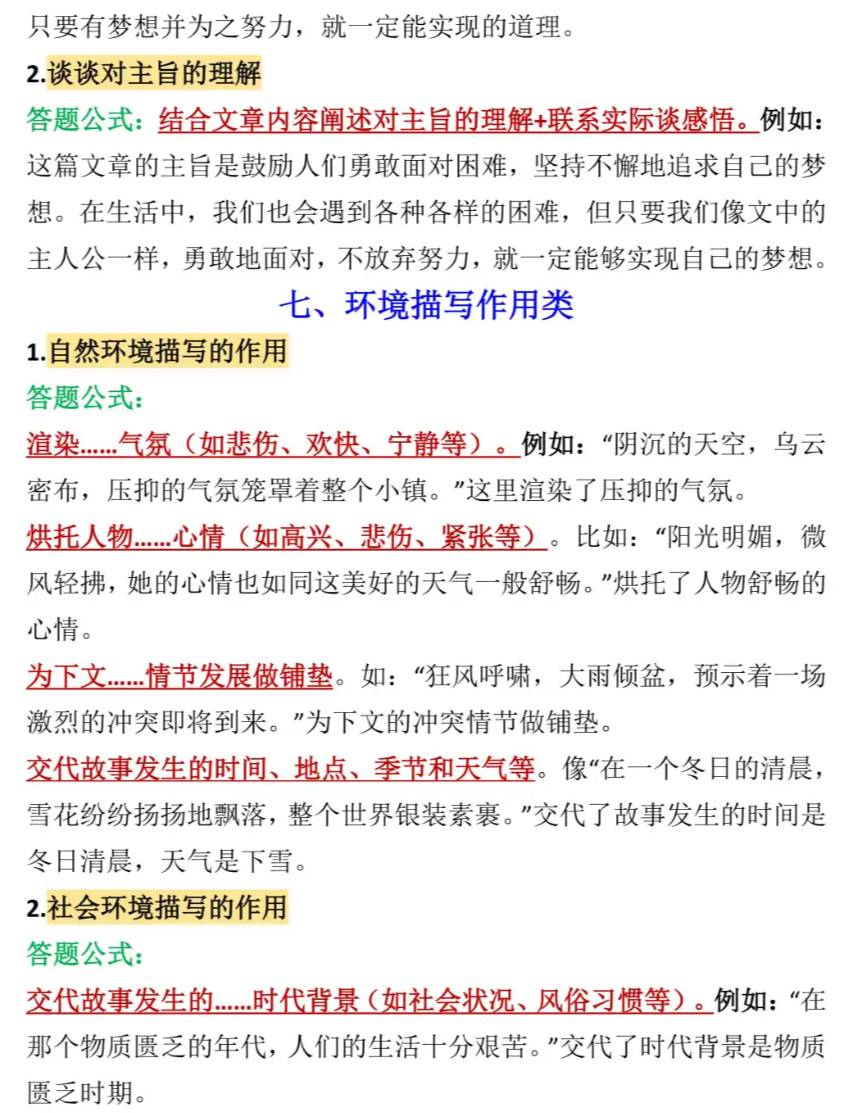 只要有梦想并为之努力，就一定能实现的道理。
2.谈谈对主旨的理解
答题公式：结合文章内容阐述对主旨的理解+联系实际谈感悟。例如：
这篇文章的主旨是鼓励人们勇敢面对困难，坚持不懈地追求自己的梦
想。在生活中，我们也会遇到各种各样的困难，但只要我们像文中的
主人公一样，勇敢地面对，不放弃努力，就一定能够实现自己的梦想。
七、环境描写作用类
1.自然环境描写的作用
答题公式：
渲染……气氛（如悲伤、欢快、宁静等）。例如：“阴沉的天空，乌云
密布，压抑的气氛笼罩着整个小镇。”这里渲染了压抑的气氛。
烘托人物……心情（如高兴、悲伤、紧张等）。比如：“阳光明媚，微
风轻拂，她的心情也如同这美好的天气一般舒畅。”烘托了人物舒畅的
心情。
为下文……情节发展做铺垫。如：“狂风呼啸，大雨倾盆，预示着一场
激烈的冲突即将到来。”为下文的冲突情节做铺垫。
交代故事发生的时间、地点、季节和天气等。像“在一个冬日的清晨，
雪花纷纷扬扬地飘落，整个世界银装素裹。”交代了故事发生的时间是
冬日清晨，天气是下雪。
2.社会环境描写的作用
答题公式：
交代故事发生的……时代背景（如社会状况、风俗习惯等）。例如：“在
那个物质匮乏的年代，人们的生活十分艰苦。”交代了时代背景是物质
匮乏时期。